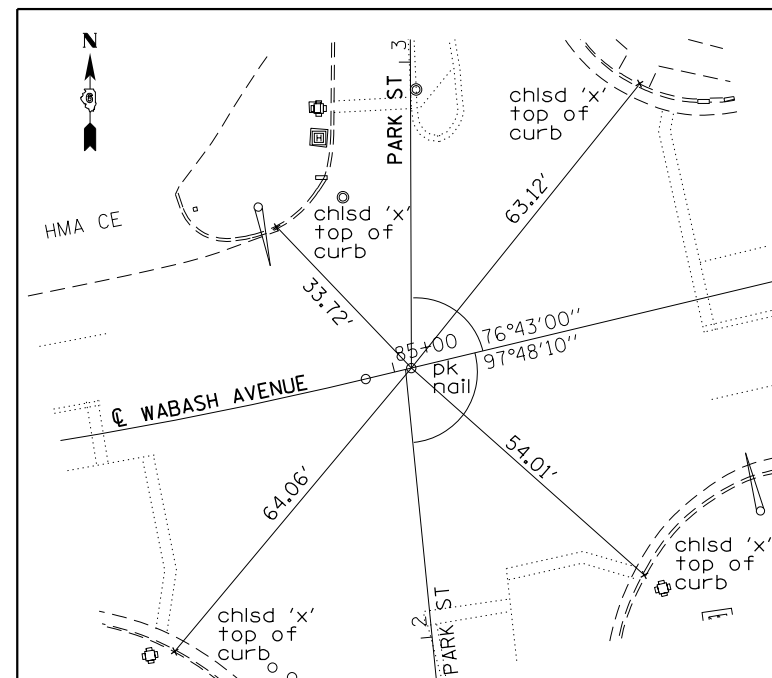 N
3
PARK ST
chlsd 'x'
top of
curb
63.12'
H
HMA CE
chlsd 'x'
top of
curb
33.72'
85+00
76°43'00''
97°48'10''
pk
nail
℄ WABASH AVENUE
64.06'
54.01'
chlsd 'x'
top of
curb
chlsd 'x'
top of
curb
2
PARK ST